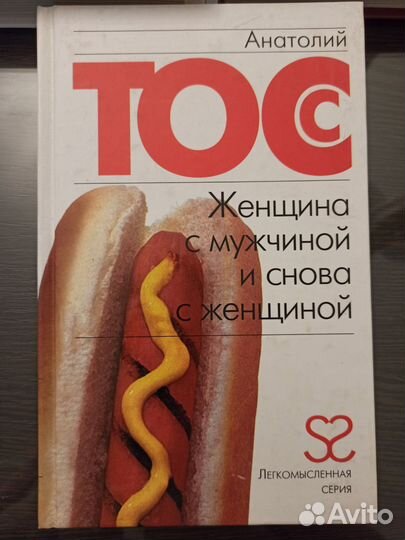 Анатолий
ТОСС
Женщина
с мужчиной
и снова
с женщиной
Легкомысленная
серия
Avito